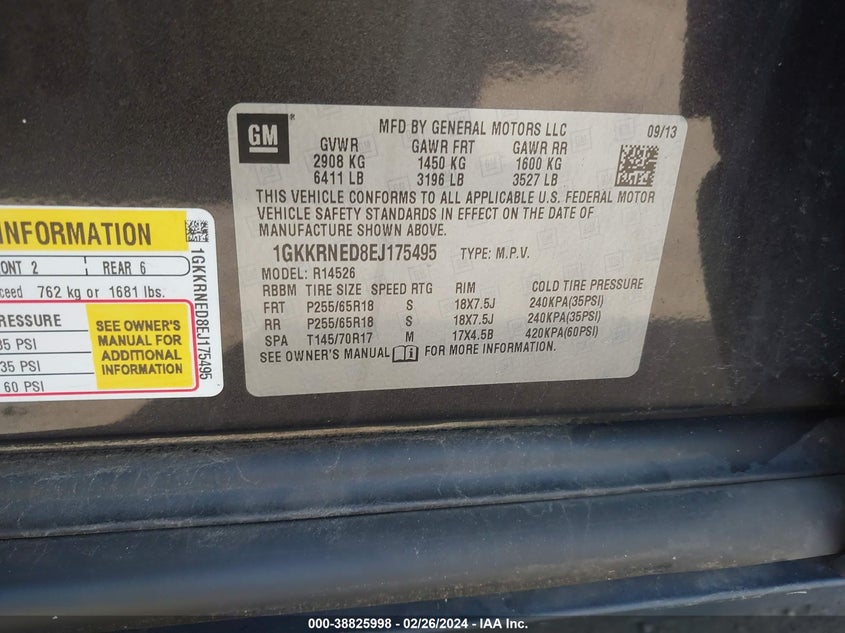 GM
MFD BY GENERAL MOTORS LLC 09/13
GVWR GAWR FRT GAWR RR
2908 KG 1450 KG 1600 KG
6411 LB 3196 LB 3527 LB
THIS VEHICLE CONFORMS TO ALL APPLICABLE U.S. FEDERAL MOTOR
VEHICLE SAFETY STANDARDS IN EFFECT ON THE DATE OF
MANUFACTURE SHOWN ABOVE.
1GKKRNED8EJ175495 TYPE: M.P.V.
MODEL: R14526
RBBM TIRE SIZE SPEED RTG RIM COLD TIRE PRESSURE
FRT P255/65R18 S 18X7.5J 240KPA(35PSI)
RR P255/65R18 S 18X7.5J 240KPA(35PSI)
SPA T145/70R17 M 17X4.5B 420KPA(60PSI)
SEE OWNER'S MANUAL FOR MORE INFORMATION.
INFORMATION
ONT 2 REAR 6
ceed 762 kg or 1681 lbs.
RESSURE
35 PSI
35 PSI
60 PSI
SEE OWNER'S
MANUAL FOR
ADDITIONAL
INFORMATION
1GKKRNED8EJ175495
000-38825998 - 02/26/2024 - IAA Inc.